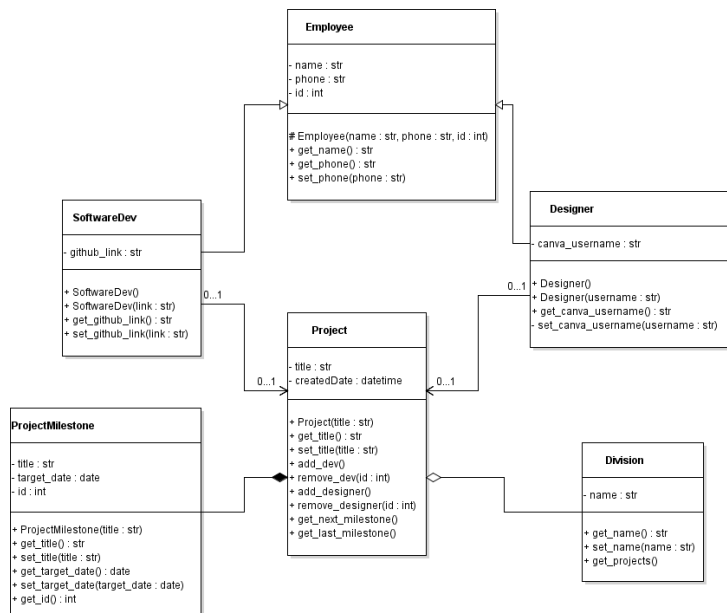 Employee
- name : str
- phone : str
- id : int
# Employee(name : str, phone : str, id : int)
+ get_name() : str
+ get_phone() : str
+ set_phone(phone : str)
SoftwareDev
- github_link : str
+ SoftwareDev()
+ SoftwareDev(link : str)
+ get_github_link() : str
+ set_github_link(link : str)
Designer
- canva_username : str
+ Designer()
+ Designer(username : str)
+ get_canva_username() : str
- set_canva_username(username : str)
0...1
0...1
0...1
0...1
Project
- title : str
- createdDate : datetime
+ Project(title : str)
+ get_title() : str
+ set_title(title : str)
+ add_dev()
+ remove_dev(id : int)
+ add_designer()
+ remove_designer(id : int)
+ get_next_milestone()
+ get_last_milestone()
ProjectMilestone
- title : str
- target_date : date
- id : int
+ ProjectMilestone(title : str)
+ get_title() : str
+ set_title(title : str)
+ get_target_date() : date
+ set_target_date(target_date : date)
+ get_id() : int
Division
- name : str
+ get_name() : str
+ set_name(name : str)
+ get_projects()